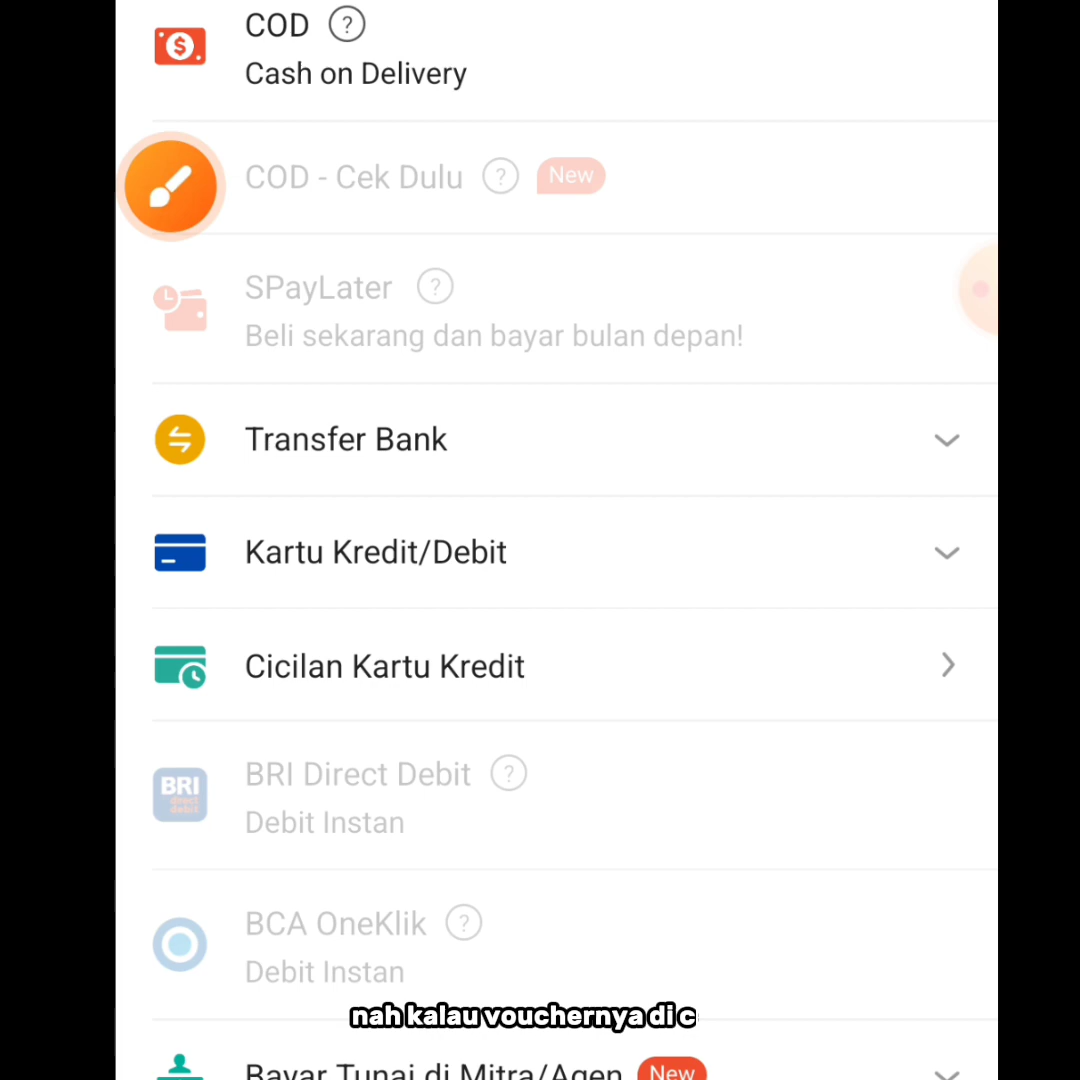 COD ?
Cash on Delivery
COD - Cek Dulu ? New
SPayLater ?
Beli sekarang dan bayar bulan depan!
Transfer Bank
Kartu Kredit/Debit
Cicilan Kartu Kredit
BRI Direct Debit ?
BRI
direct
debit
Debit Instan
BCA OneKlik ?
Debit Instan
nah kalau vouchernya di c
Bayar Tunai di Mitra/Agen New